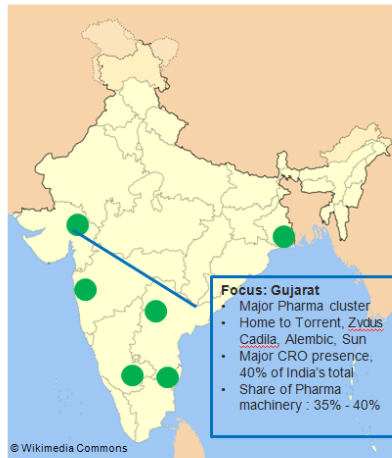 Focus: Gujarat
• Major Pharma cluster
• Home to Torrent, Zydus
Cadila, Alembic, Sun
• Major CRO presence,
40% of India's total
• Share of Pharma
machinery : 35% - 40%
© Wikimedia Commons